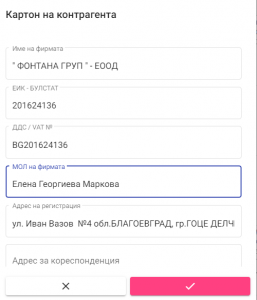 Картон на контрагента
Име на фирмата
" ФОНТАНА ГРУП " - ЕООД
ЕИК - БУЛСТАТ
201624136
ДДС / VAT №
BG201624136
МОЛ на фирмата
Елена Георгиева Маркова
Адрес на регистрация
ул. Иван Вазов №4 обл.БЛАГОЕВГРАД, гр.ГОЦЕ ДЕЛЧ
Адрес за кореспонденция